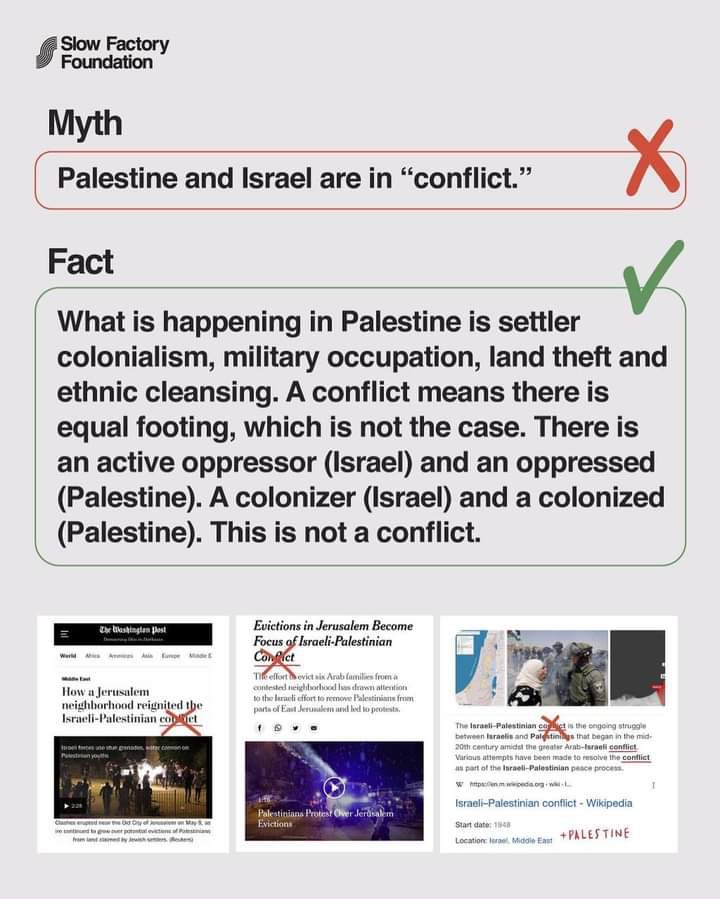 Slow Factory
Foundation
Myth
Palestine and Israel are in “conflict.”
Fact
What is happening in Palestine is settler
colonialism, military occupation, land theft and
ethnic cleansing. A conflict means there is
equal footing, which is not the case. There is
an active oppressor (Israel) and an oppressed
(Palestine). A colonizer (Israel) and a colonized
(Palestine). This is not a conflict.
The Washington Post
Democracy Dies in Darkness
World Africa Americas Asia Europe Middle E
Middle East
How a Jerusalem
neighborhood reignited the
Israeli-Palestinian conflict
Israeli forces use stun grenades, water cannon on
Palestinian youths
2:28
Clashes erupted near the Old City of Jerusalem on May 8, as
ire continued to grow over potential evictions of Palestinians
from land claimed by Jewish settlers. (Reuters)
Evictions in Jerusalem Become
Focus of Israeli-Palestinian
Conflict
The effort to evict six Arab families from a
contested neighborhood has drawn attention
to the Israeli effort to remove Palestinians from
parts of East Jerusalem and led to protests.
Palestinians Protest Over Jerusalem
Evictions
The Israeli–Palestinian conflict is the ongoing struggle
between Israelis and Palestinians that began in the mid-
20th century amidst the greater Arab–Israeli conflict.
Various attempts have been made to resolve the conflict
as part of the Israeli–Palestinian peace process.
W https://en.m.wikipedia.org › wiki › I...
Israeli–Palestinian conflict - Wikipedia
Start date: 1948
Location: Israel, Middle East
+PALESTINE